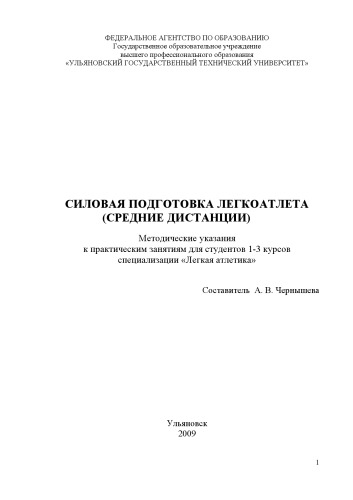 ФЕДЕРАЛЬНОЕ АГЕНТСТВО ПО ОБРАЗОВАНИЮ
Государственное образовательное учреждение
высшего профессионального образования
«УЛЬЯНОВСКИЙ ГОСУДАРСТВЕННЫЙ ТЕХНИЧЕСКИЙ УНИВЕРСИТЕТ»
СИЛОВАЯ ПОДГОТОВКА ЛЕГКОАТЛЕТА
(СРЕДНИЕ ДИСТАНЦИИ)
Методические указания
к практическим занятиям для студентов 1-3 курсов
специализации «Легкая атлетика»
Составитель А. В. Чернышева
Ульяновск
2009
1